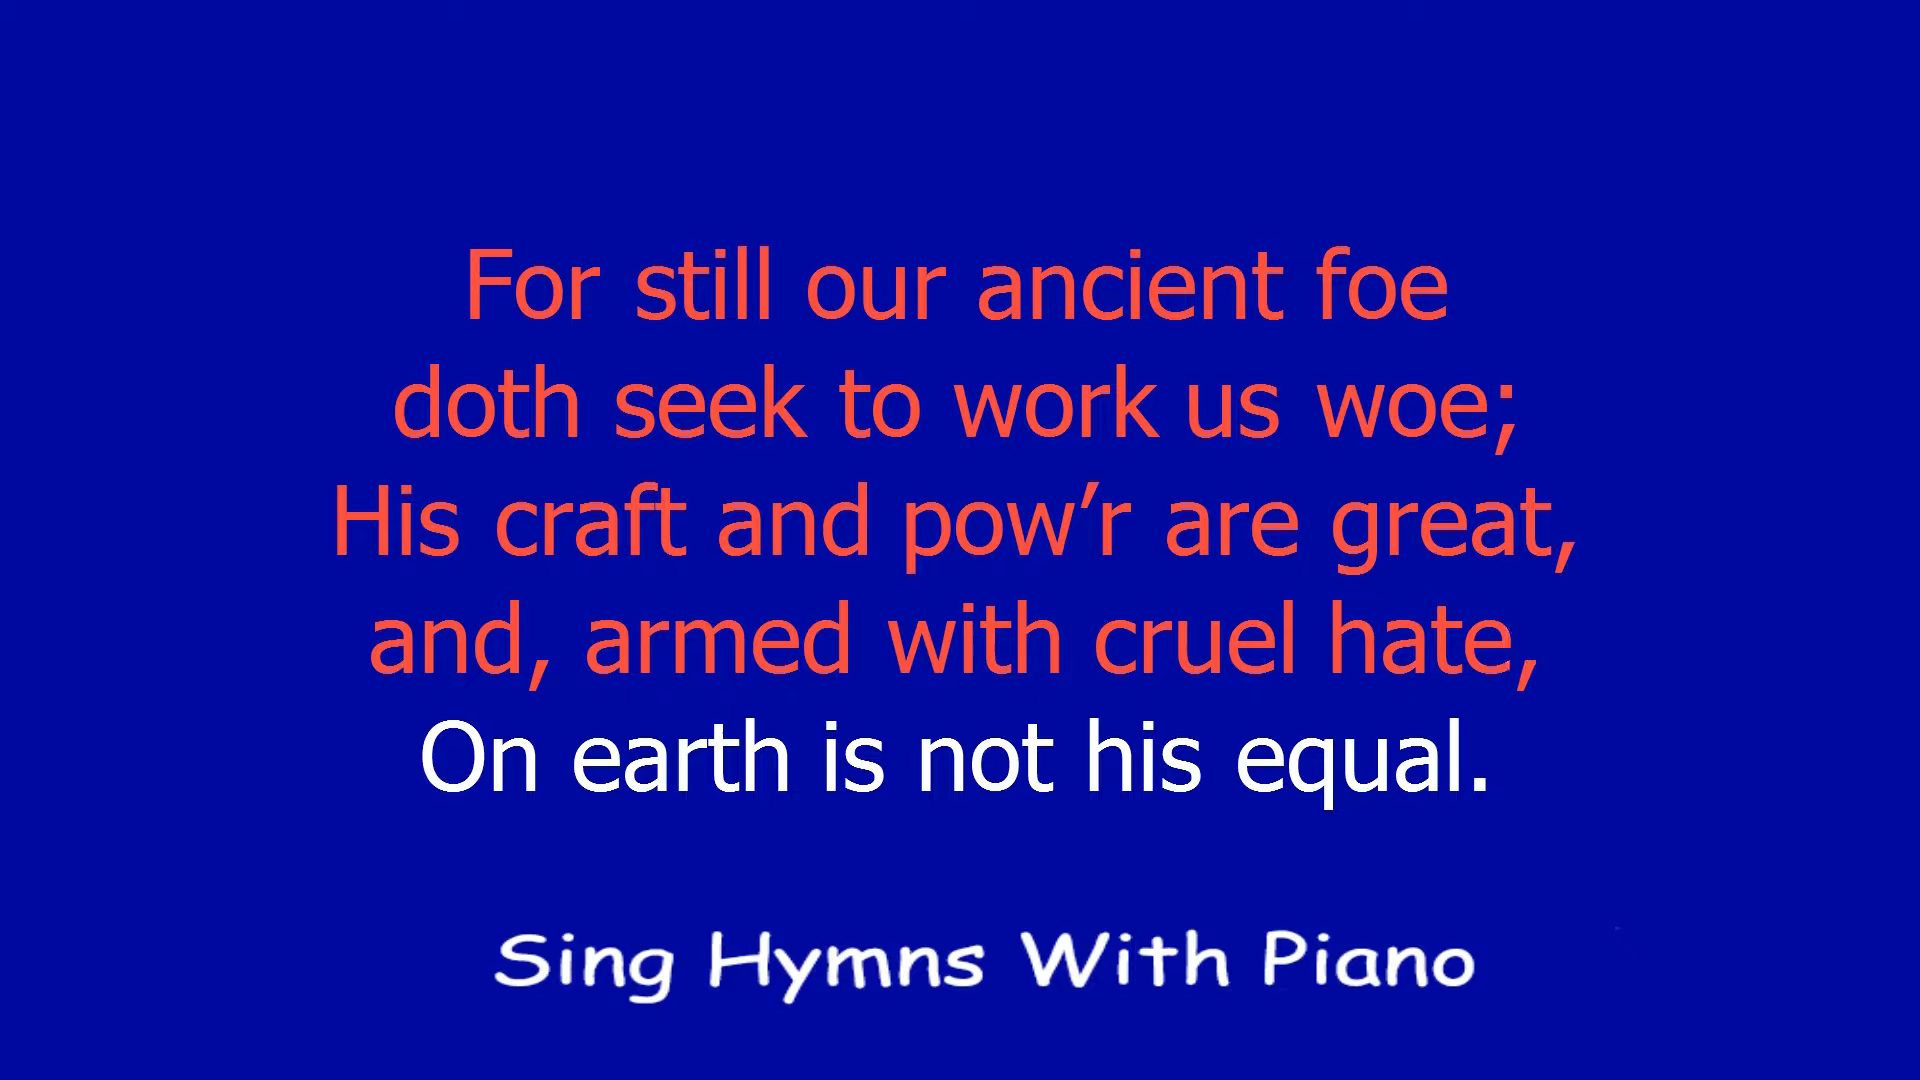 For still our ancient foe
doth seek to work us woe;
His craft and pow’r are great,
and, armed with cruel hate,
On earth is not his equal.
Sing Hymns With Piano